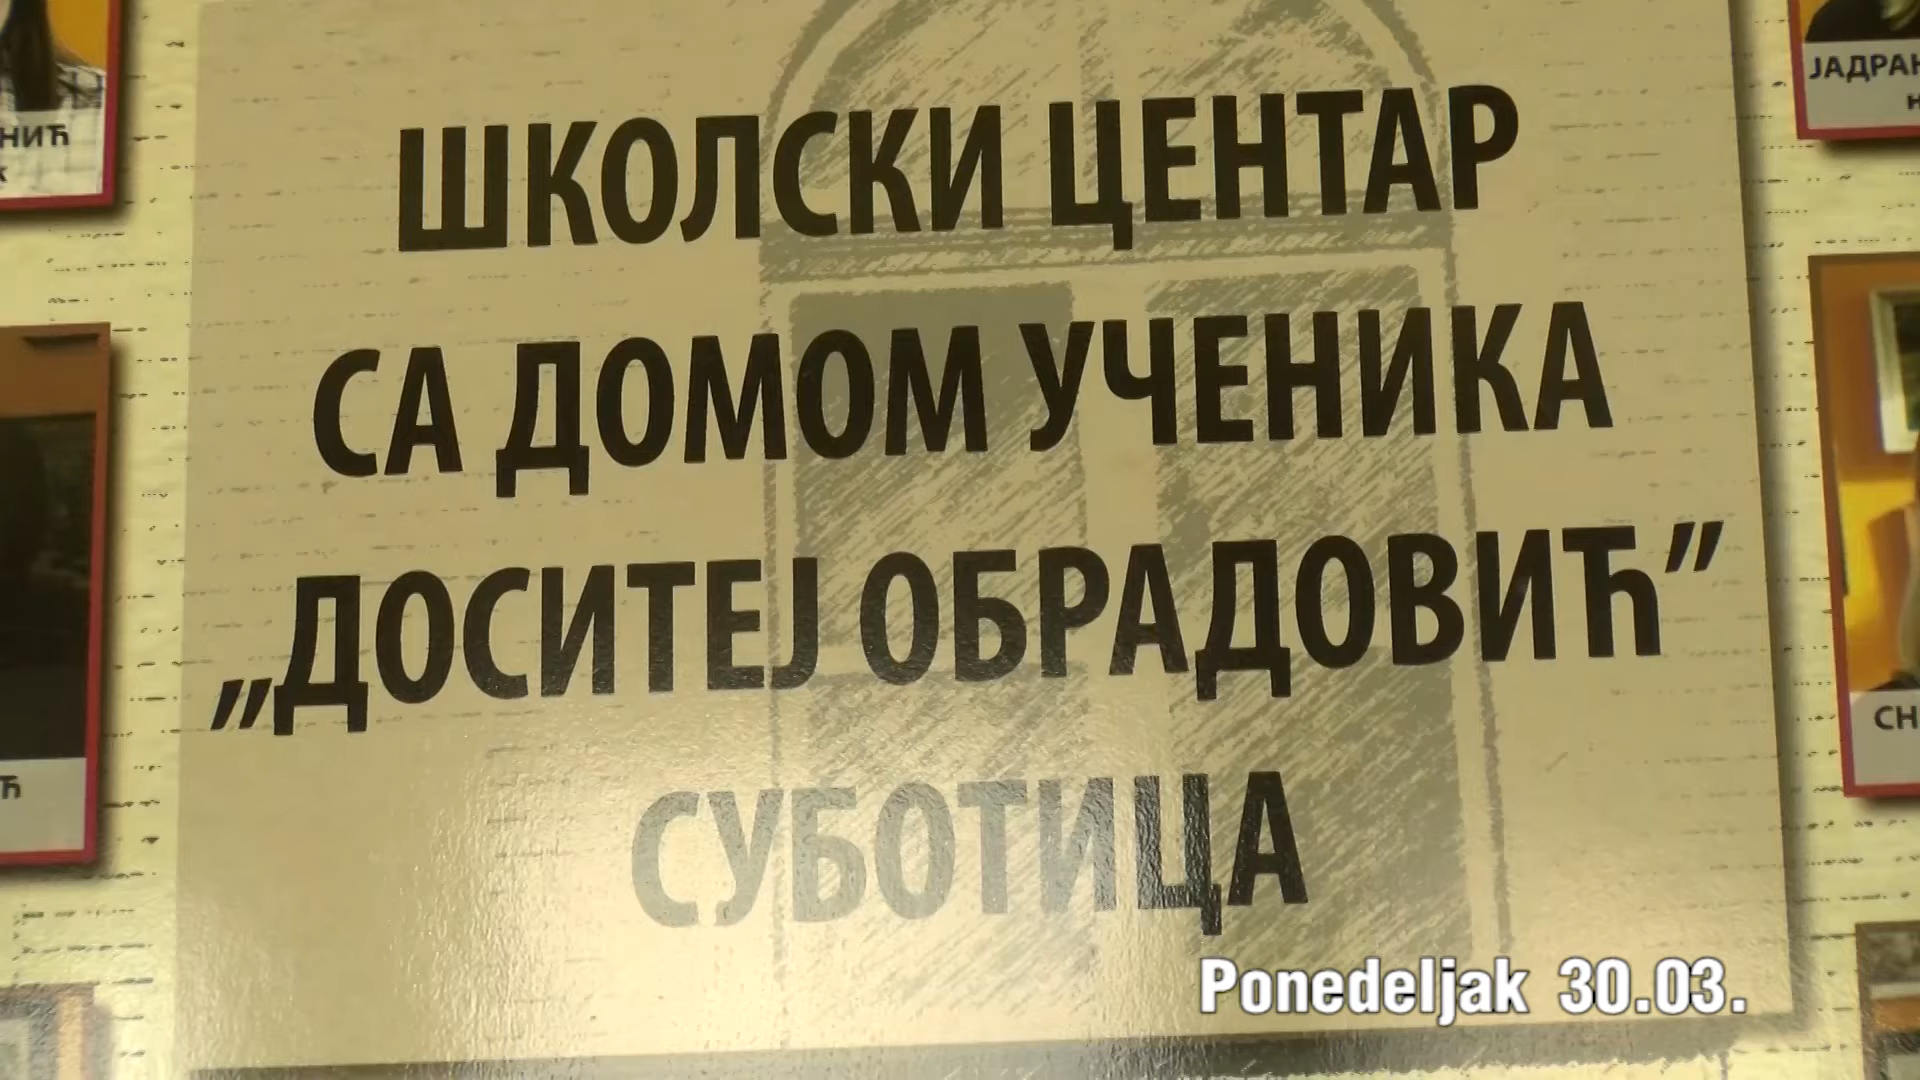 ШКОЛСКИ ЦЕНТАР
СА ДОМОМ УЧЕНИКА
„ДОСИТЕЈ ОБРАДОВИЋ”
СУБОТИЦА
Ponedeljak 30.03.